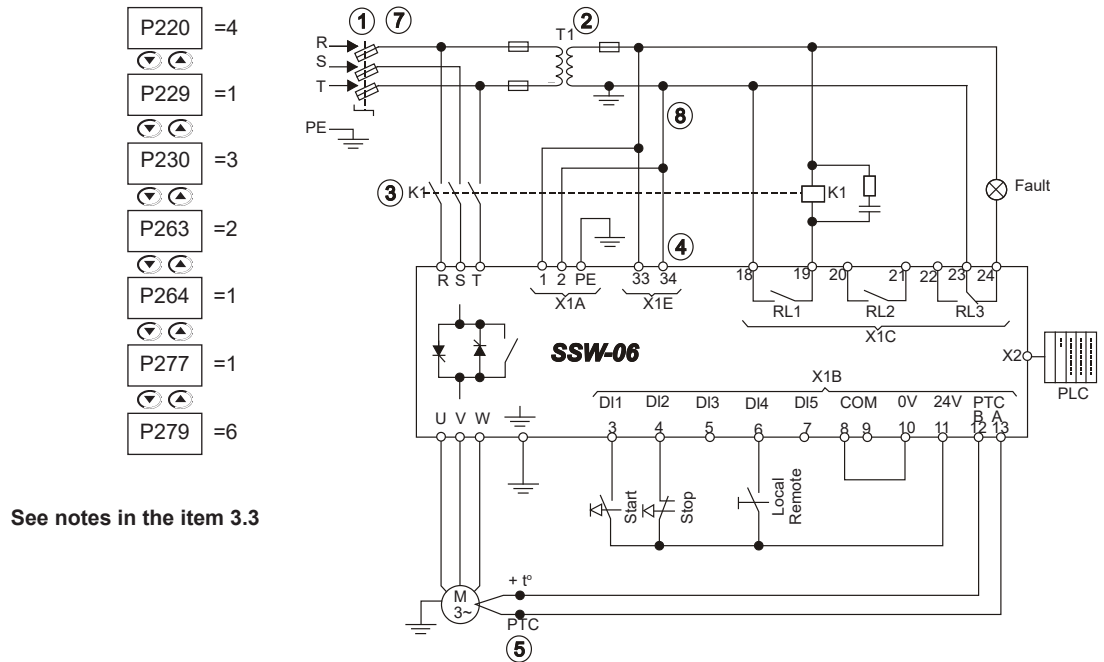 P220 =4
P229 =1
P230 =3
P263 =2
P264 =1
P277 =1
P279 =6
See notes in the item 3.3
1 7 T1 2
R
S
T
PE
8
3 K1 K1 Fault
4
R S T 1 2 PE 33 34 18 19 20 21 22 23 24
X1A X1E RL1 RL2 RL3
X1C
SSW-06
X2
PLC
X1B
DI1 DI2 DI3 DI4 DI5 COM 0V 24V PTC
B A
U V W 3 4 5 6 7 8 9 10 11 12 13
Start
Stop
Local
Remote
+ tº
M
3~
PTC
5